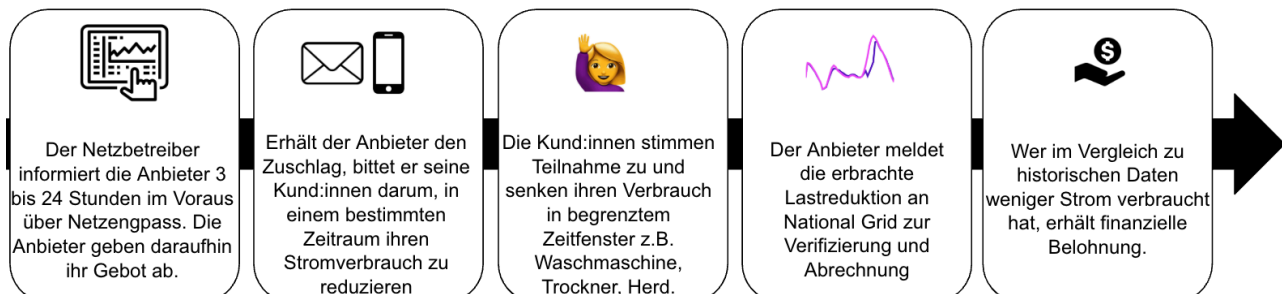 Der Netzbetreiber
informiert die Anbieter 3
bis 24 Stunden im Voraus
über Netzengpass. Die
Anbieter geben daraufhin
ihr Gebot ab.
Erhält der Anbieter den
Zuschlag, bittet er seine
Kund:innen darum, in
einem bestimmten
Zeitraum ihren
Stromverbrauch zu
reduzieren
Die Kund:innen stimmen
Teilnahme zu und
senken ihren Verbrauch
in begrenztem
Zeitfenster z.B.
Waschmaschine,
Trockner, Herd.
Der Anbieter meldet
die erbrachte
Lastreduktion an
National Grid zur
Verifizierung und
Abrechnung
Wer im Vergleich zu
historischen Daten
weniger Strom verbraucht
hat, erhält finanzielle
Belohnung.